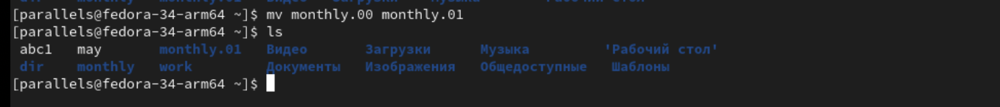 [parallels@fedora-34-arm64 ~]$ mv monthly.00 monthly.01
[parallels@fedora-34-arm64 ~]$ ls
abc1 may monthly.01 Видео Загрузки Музыка 'Рабочий стол'
dir monthly work Документы Изображения Общедоступные Шаблоны
[parallels@fedora-34-arm64 ~]$